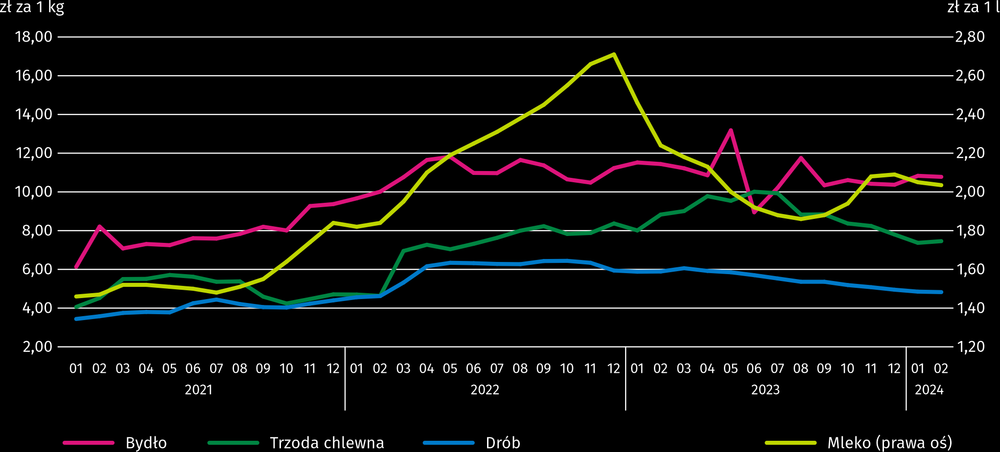 zł za 1 kg zł za 1 l
18,00 2,80
16,00 2,60
14,00 2,40
12,00 2,20
10,00 2,00
8,00 1,80
6,00 1,60
4,00 1,40
2,00 1,20
01 02 03 04 05 06 07 08 09 10 11 12 01 02 03 04 05 06 07 08 09 10 11 12 01 02 03 04 05 06 07 08 09 10 11 12 01 02
2021 2022 2023 2024
Bydło Trzoda chlewna Drób Mleko (prawa oś)